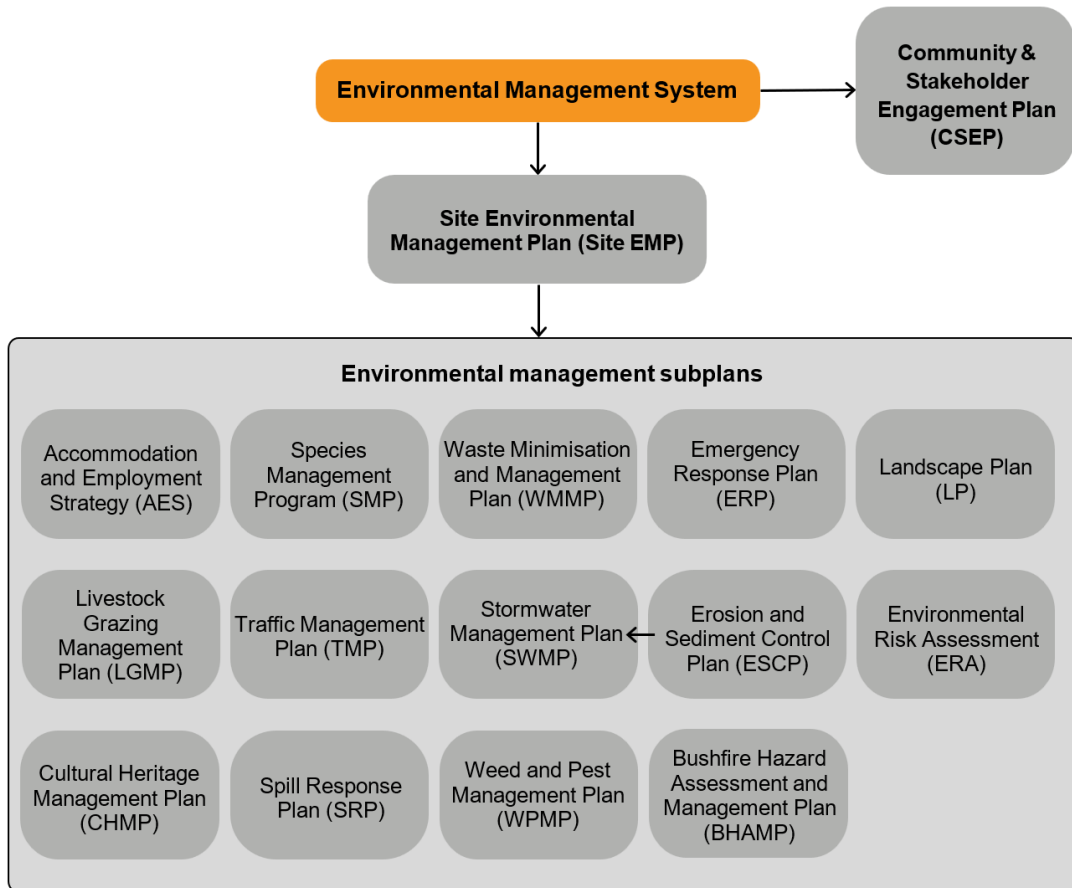 Environmental Management System
Community &
Stakeholder
Engagement Plan
(CSEP)
Site Environmental
Management Plan (Site EMP)
Environmental management subplans
Accommodation
and Employment
Strategy (AES)
Species
Management
Program (SMP)
Waste Minimisation
and Management
Plan (WMMP)
Emergency
Response Plan
(ERP)
Landscape Plan
(LP)
Livestock
Grazing
Management
Plan (LGMP)
Traffic Management
Plan (TMP)
Stormwater
Management Plan
(SWMP)
Erosion and
Sediment Control
Plan (ESCP)
Environmental
Risk Assessment
(ERA)
Cultural Heritage
Management Plan
(CHMP)
Spill Response
Plan (SRP)
Weed and Pest
Management Plan
(WPMP)
Bushfire Hazard
Assessment and
Management Plan
(BHAMP)